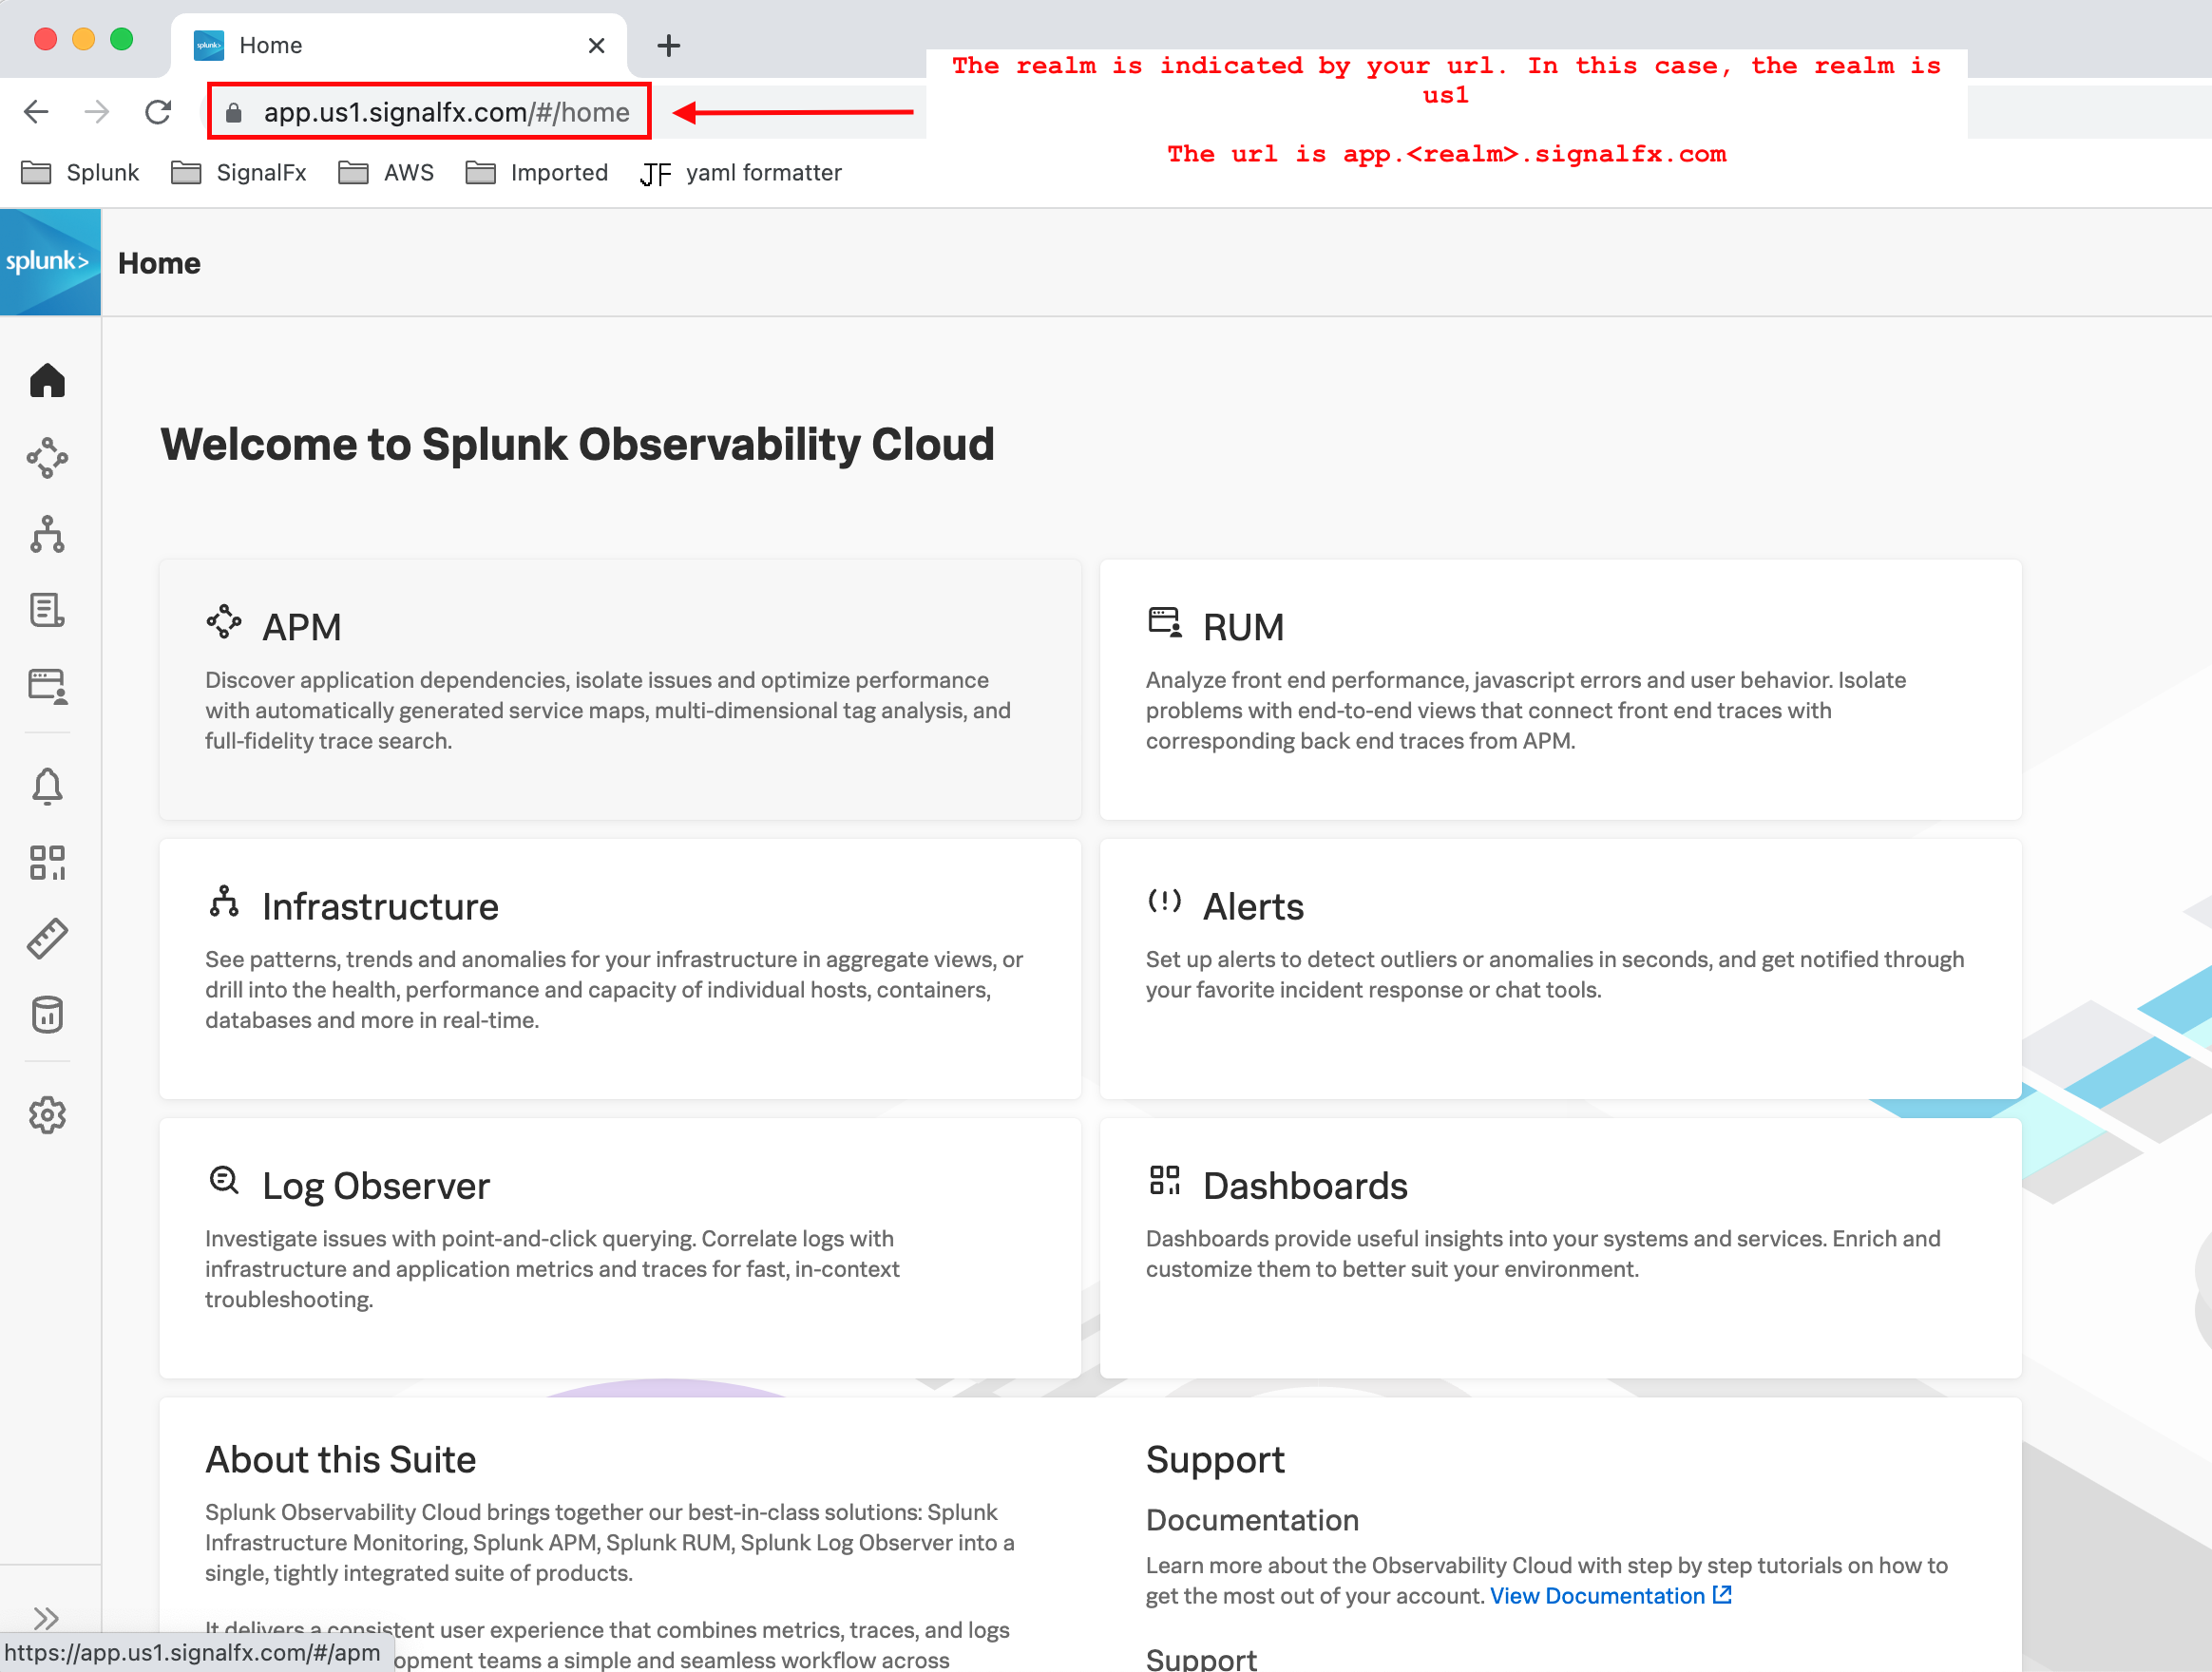 Home
The realm is indicated by your url. In this case, the realm is
us1
The url is app.<realm>.signalfx.com
app.us1.signalfx.com/#/home
Splunk
SignalFx
AWS
Imported
JF yaml formatter
splunk>
Home
Welcome to Splunk Observability Cloud
APM
Discover application dependencies, isolate issues and optimize performance
with automatically generated service maps, multi-dimensional tag analysis, and
full-fidelity trace search.
RUM
Analyze front end performance, javascript errors and user behavior. Isolate
problems with end-to-end views that connect front end traces with
corresponding back end traces from APM.
Infrastructure
See patterns, trends and anomalies for your infrastructure in aggregate views, or
drill into the health, performance and capacity of individual hosts, containers,
databases and more in real-time.
Alerts
Set up alerts to detect outliers or anomalies in seconds, and get notified through
your favorite incident response or chat tools.
Log Observer
Investigate issues with point-and-click querying. Correlate logs with
infrastructure and application metrics and traces for fast, in-context
troubleshooting.
Dashboards
Dashboards provide useful insights into your systems and services. Enrich and
customize them to better suit your environment.
About this Suite
Splunk Observability Cloud brings together our best-in-class solutions: Splunk
Infrastructure Monitoring, Splunk APM, Splunk RUM, Splunk Log Observer into a
single, tightly integrated suite of products.
It delivers a consistent user experience that combines metrics, traces, and logs
opment teams a simple and seamless workflow across
Support
Documentation
Learn more about the Observability Cloud with step by step tutorials on how to
get the most out of your account. View Documentation
Support
https://app.us1.signalfx.com/#/apm